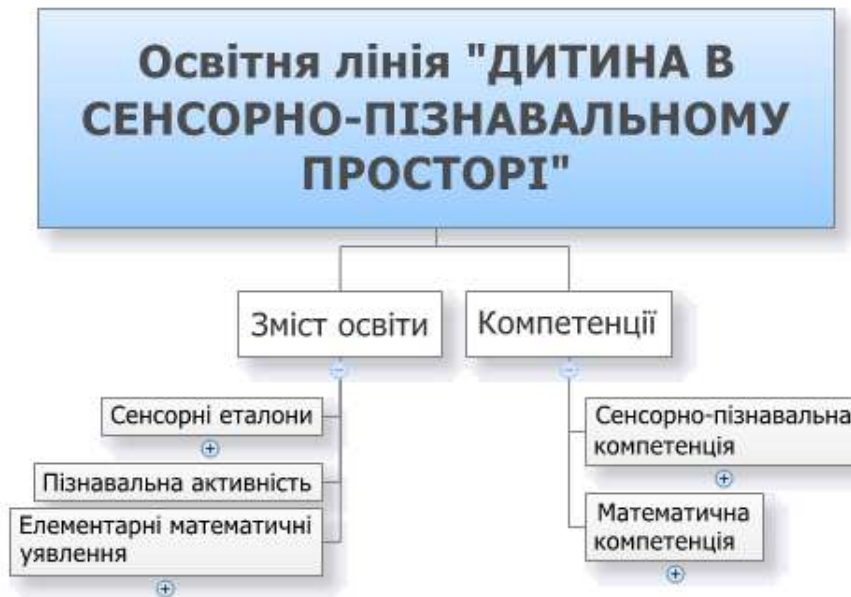 Освітня лінія "ДИТИНА В
СЕНСОРНО-ПІЗНАВАЛЬНОМУ
ПРОСТОРІ"
Зміст освіти
Компетенції
Сенсорні еталони
Пізнавальна активність
Елементарні математичні
уявлення
Сенсорно-пізнавальна
компетенція
Математична
компетенція